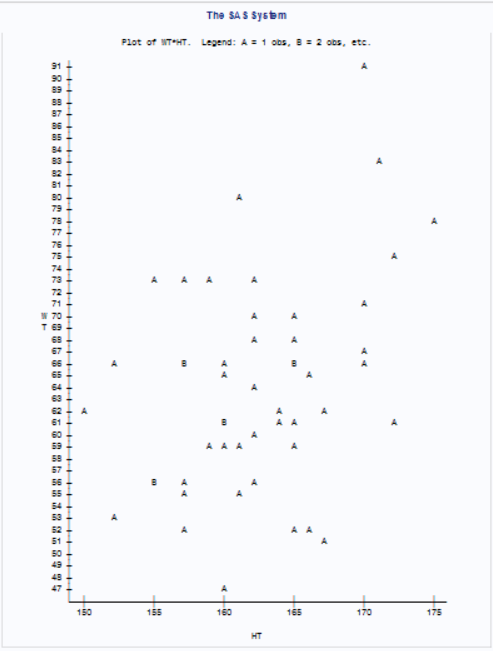 The SAS System
Plot of WT*HT. Legend: A = 1 obs, B = 2 obs, etc.
91 A
90
89
88
87
86
85
84
83 A
82
81
80 A
79
78 A
77
76
75 A
74
73 A A A A
72
71 A
W 70 A A
T 69
68 A A
67 A
66 A B A B A
65 A A
64 A
63
62 A A A
61 B A A A
60 A
59 A A A A
58
57
56 B A A
55 A A
54
53 A
52 A A A
51 A
50
49
48
47 A
150 155 160 165 170 175
HT